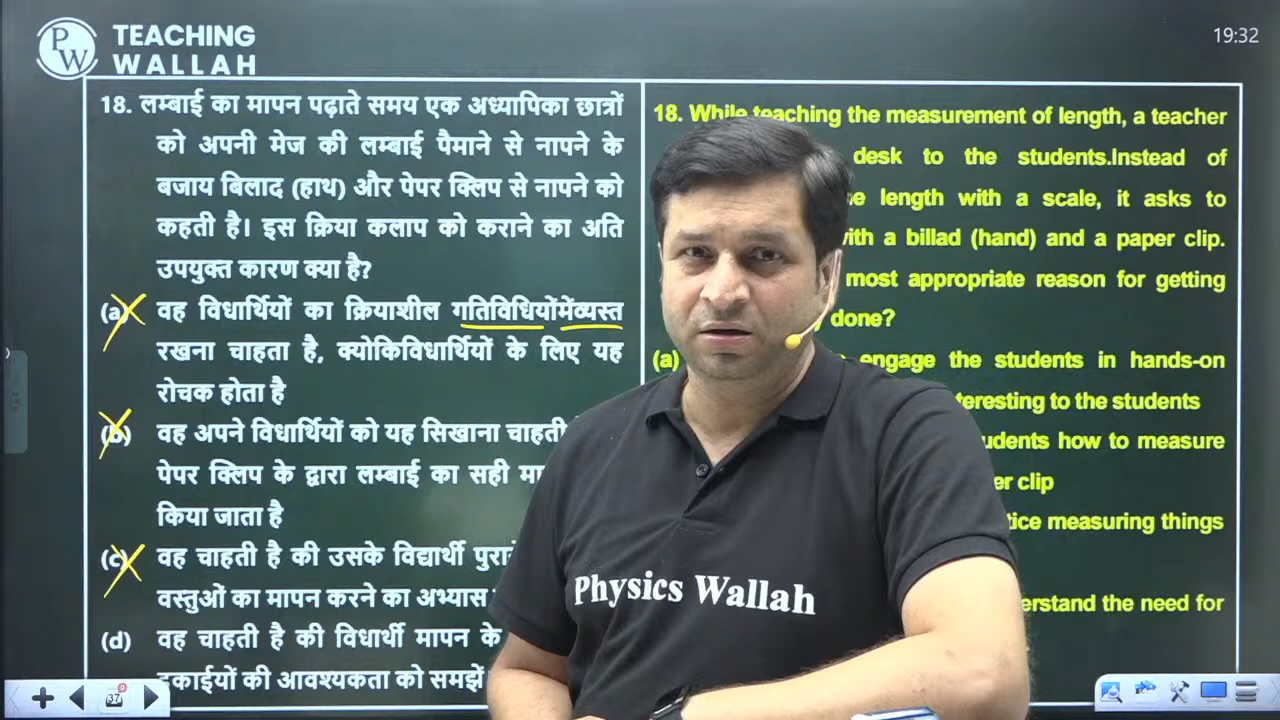 TEACHING
WALLAH
19:32
18. लम्बाई का मापन पढ़ाते समय एक अध्यापिका छात्रों
को अपनी मेज की लम्बाई पैमाने से नापने के
बजाय बिलाद (हाथ) और पेपर क्लिप से नापने को
कहती है। इस क्रिया कलाप को कराने का अति
उपयुक्त कारण क्या है?
(a) वह विधार्थियों का क्रियाशील गतिविधियोंमेंव्यस्त
रखना चाहता है, क्योकिविधार्थियों के लिए यह
रोचक होता है
(b) वह अपने विधार्थियों को यह सिखाना चाहती
पेपर क्लिप के द्वारा लम्बाई का सही
किया जाता है
(c) वह चाहती है की उसके विद्यार्थी
वस्तुओं का मापन करने का अभ्यास
(d) वह चाहती है की विधार्थी मापन के
इकाईयों की आवश्यकता को समझें
18. While teaching the measurement of length, a teacher
desk to the students.Instead of
length with a scale, it asks to
with a billad (hand) and a paper clip.
most appropriate reason for getting
done?
(a) engage the students in hands-on
to the students
how to measure
clip
measuring things
the need for
Physics Wallah
PW
37